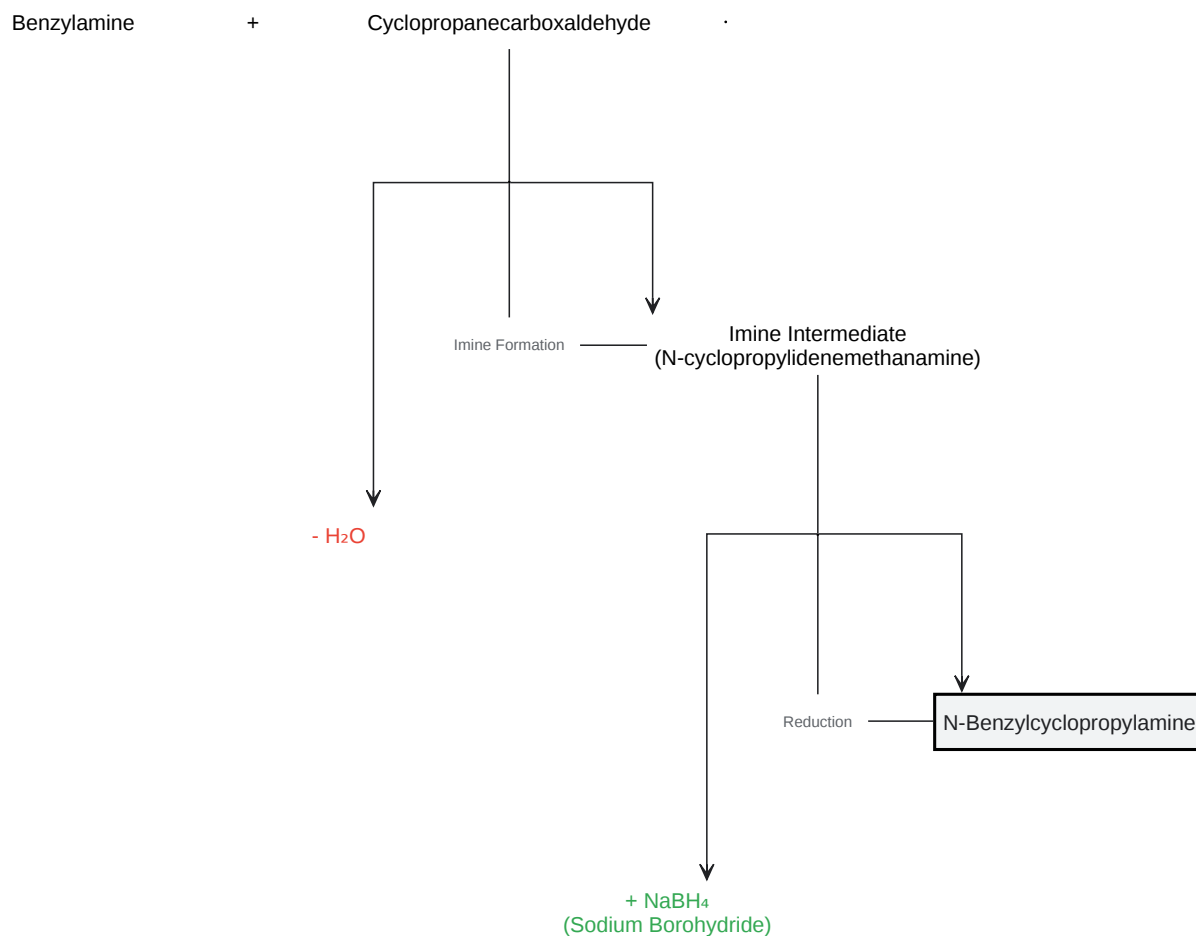 Benzylamine + Cyclopropanecarboxaldehyde ·
Imine Formation
Imine Intermediate
(N-cyclopropylidenemethanamine)
- H₂O
Reduction
N-Benzylcyclopropylamine
+ NaBH₄
(Sodium Borohydride)